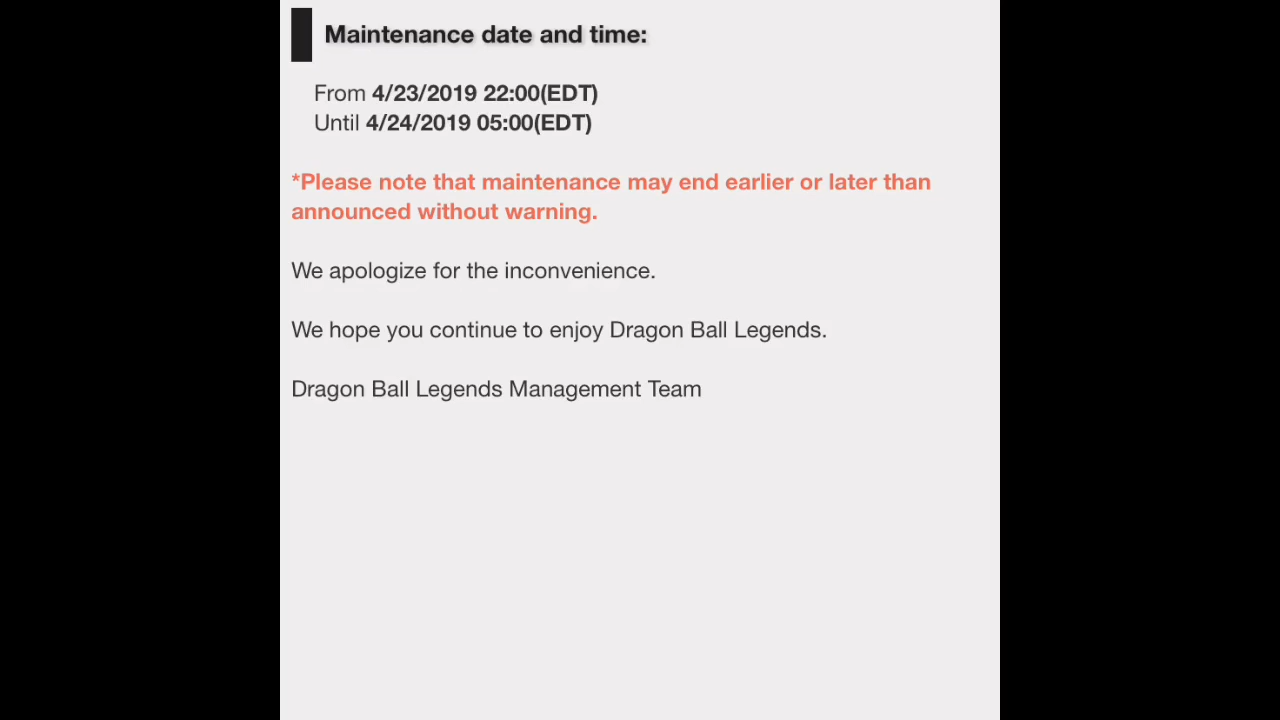 Maintenance date and time:
From 4/23/2019 22:00(EDT)
Until 4/24/2019 05:00(EDT)
*Please note that maintenance may end earlier or later than
announced without warning.
We apologize for the inconvenience.
We hope you continue to enjoy Dragon Ball Legends.
Dragon Ball Legends Management Team